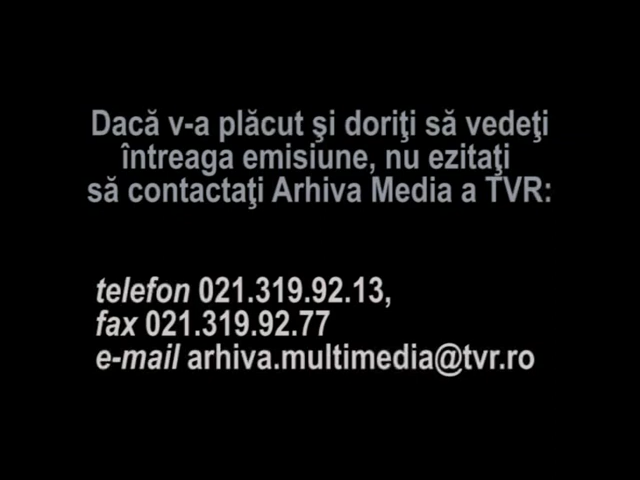 Dacă v-a plăcut şi doriţi să vedeţi
întreaga emisiune, nu ezitaţi
să contactaţi Arhiva Media a TVR:
telefon 021.319.92.13,
fax 021.319.92.77
e-mail arhiva.multimedia@tvr.ro